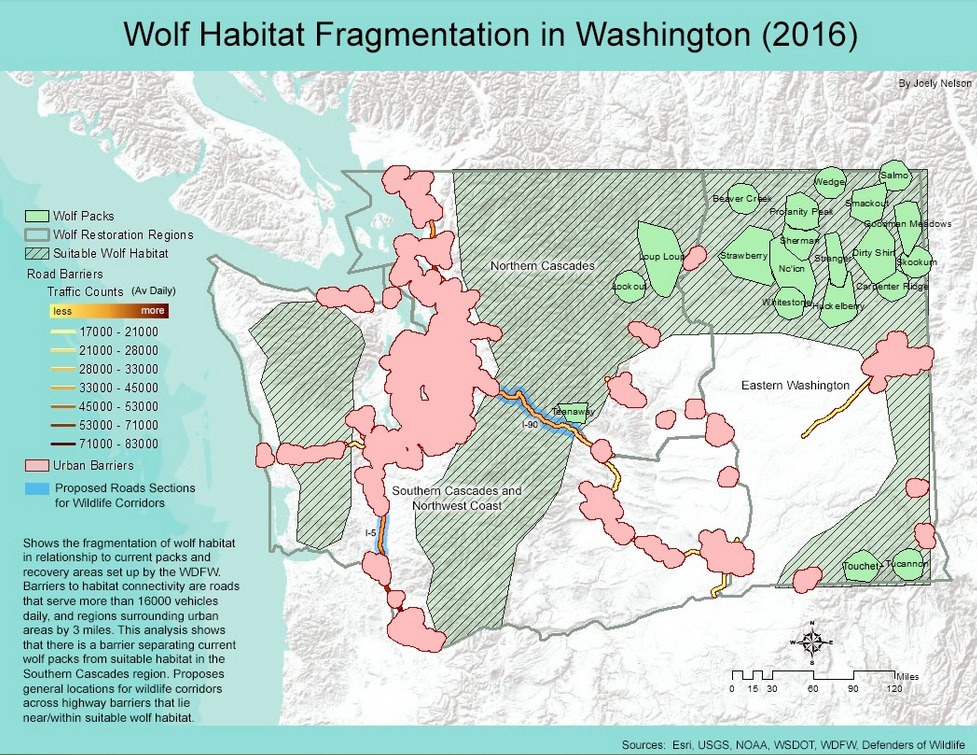 Wolf Habitat Fragmentation in Washington (2016)
By Joely Nelson
Wolf Packs
Wolf Restoration Regions
Suitable Wolf Habitat
Road Barriers
Traffic Counts (Av Daily)
less more
17000 - 21000
21000 - 28000
28000 - 33000
33000 - 45000
45000 - 53000
53000 - 71000
71000 - 83000
Urban Barriers
Proposed Roads Sections
for Wildlife Corridors
Shows the fragmentation of wolf habitat
in relationship to current packs and
recovery areas set up by the WDFW.
Barriers to habitat connectivity are roads
that serve more than 16000 vehicles
daily, and regions surrounding urban
areas by 3 miles. This analysis shows
that there is a barrier separating current
wolf packs from suitable habitat in the
Southern Cascades region. Proposes
general locations for wildlife corridors
across highway barriers that lie
near/within suitable wolf habitat.
Northern Cascades
Loup Loup
Lookout
Beaver Creek
Wedge
Salmo
Profanity Peak
Smackout
Goodman Meadows
Sherman
Strawberry
Stranger
Dirty Shirt
Skookum
Nc'icn
Carpenter Ridge
Whitestone
Huckelberry
Eastern Washington
Teanaway
I-90
Southern Cascades and
Northwest Coast
I-5
Touchet
Tucannon
N
W E
S
Miles
0 15 30 60 90 120
Sources: Esri, USGS, NOAA, WSDOT, WDFW, Defenders of Wildlife